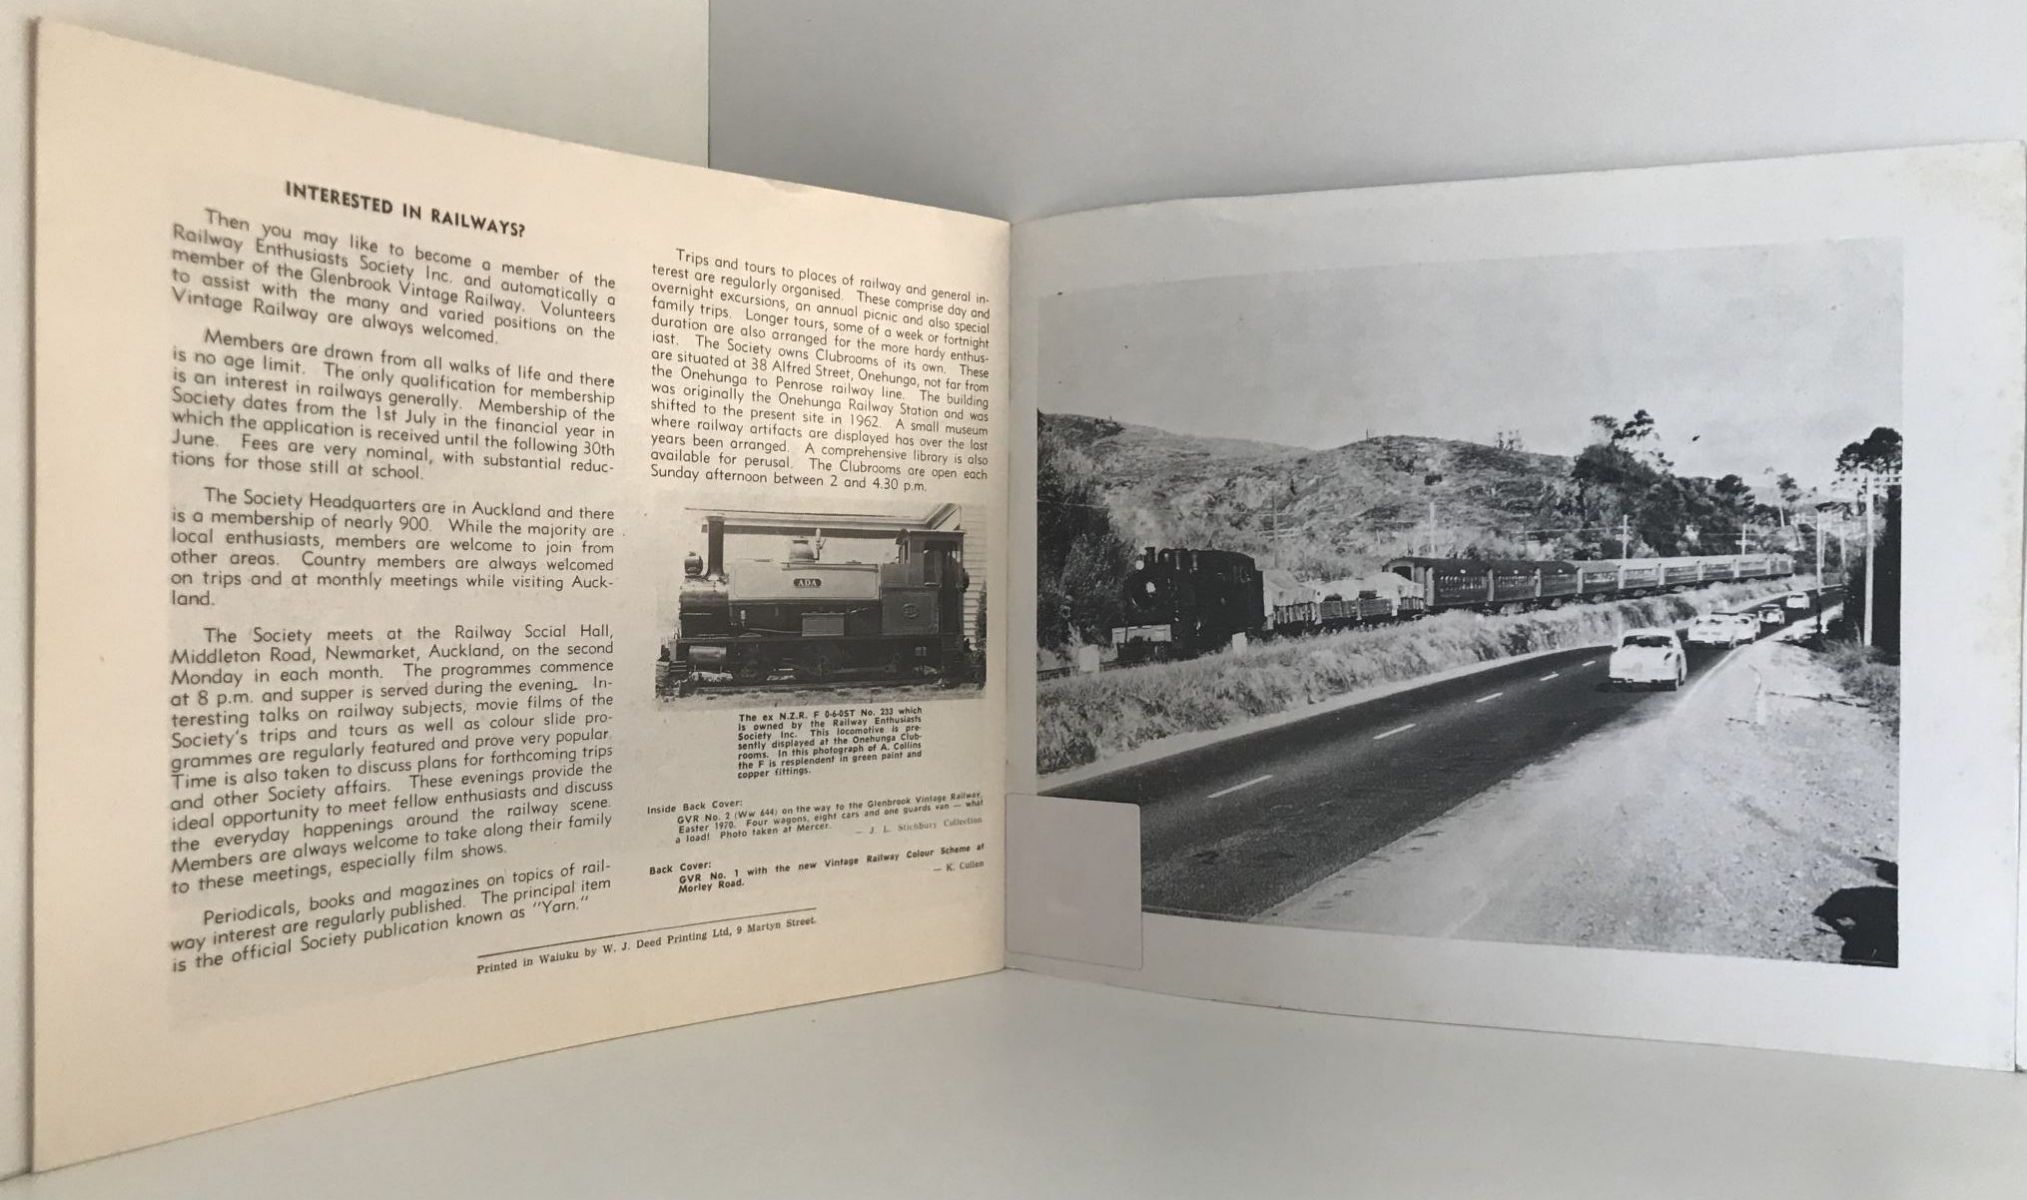 INTERESTED IN RAILWAYS?
Then you may like to become a member of the
Railway Enthusiasts Society Inc. and automatically a
member of the Glenbrook Vintage Railway. Volunteers
to assist with the many and varied positions on the
Vintage Railway are always welcomed.
Members are drawn from all walks of life and there
is no age limit. The only qualification for membership
is an interest in railways generally. Membership of the
Society dates from the 1st July in the financial year in
which the application is received until the following 30th
June. Fees are very nominal, with substantial reduc-
tions for those still at school.
The Society Headquarters are in Auckland and there
is a membership of nearly 900. While the majority are
local enthusiasts, members are welcome to join from
other areas. Country members are always welcomed
on trips and at monthly meetings while visiting Auck-
land.
The Society meets at the Railway Social Hall,
Middleton Road, Newmarket, Auckland, on the second
Monday in each month. The programmes commence
at 8 p.m. and supper is served during the evening. In-
teresting talks on railway subjects, movie films of the
Society's trips and tours as well as colour slide pro-
grammes are regularly featured and prove very popular.
Time is also taken to discuss plans for forthcoming trips
and other Society affairs. These evenings provide the
ideal opportunity to meet fellow enthusiasts and discuss
the everyday happenings around the railway scene.
Members are always welcome to take along their family
to these meetings, especially film shows.
Periodicals, books and magazines on topics of rail-
way interest are regularly published. The principal item
is the official Society publication known as "Yarn."
Trips and tours to places of railway and general in-
terest are regularly organised. These comprise day and
overnight excursions, an annual picnic and also special
family trips. Longer tours, some of a week or fortnight
duration are also arranged for the more hardy enthus-
iast. The Society owns Clubrooms of its own. These
are situated at 38 Alfred Street, Onehunga, not far from
the Onehunga to Penrose railway line. The building
was originally the Onehunga Railway Station and was
shifted to the present site in 1962. A small museum
where railway artifacts are displayed has over the last
years been arranged. A comprehensive library is also
available for perusal. The Clubrooms are open each
Sunday afternoon between 2 and 4.30 p.m.
ADA
The ex N.Z.R. F 0-6-0ST No. 233 which
is owned by the Railway Enthusiasts
Society Inc. This locomotive is pre-
sently displayed at the Onehunga Club-
rooms. In this photograph of A. Collins
the F is resplendent in green paint and
copper fittings.
Inside Back Cover:
GVR No. 2 (Ww 644) on the way to the Glenbrook Vintage Railway,
Easter 1970. Four wagons, eight cars and one guards van — what
a load! Photo taken at Mercer. — J. L. Stichbury Collection
Back Cover:
GVR No. 1 with the new Vintage Railway Colour Scheme at
Morley Road. — K. Cullen
Printed in Waiuku by W. J. Deed Printing Ltd, 9 Martyn Street.